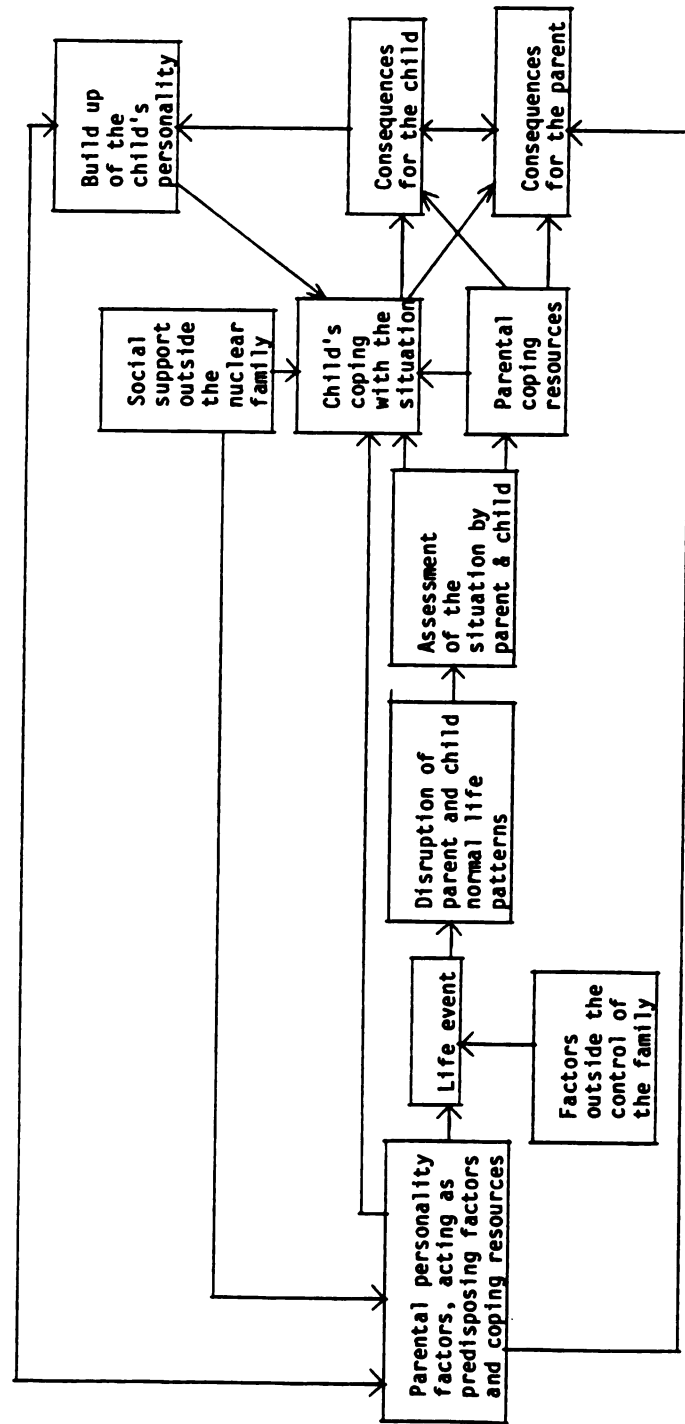 Build up
of the
child's
personality
Social
support
outside
the
nuclear
family
Consequences
for the child
Child's
coping
with the
situation
Consequences
for the parent
Parental
coping
resources
Assessment
of the
situation by
parent & child
Disruption of
parent and child
normal life
patterns
Life event
Factors
outside the
control of
the family
Parental personality
factors, acting as
predisposing factors
and coping resources